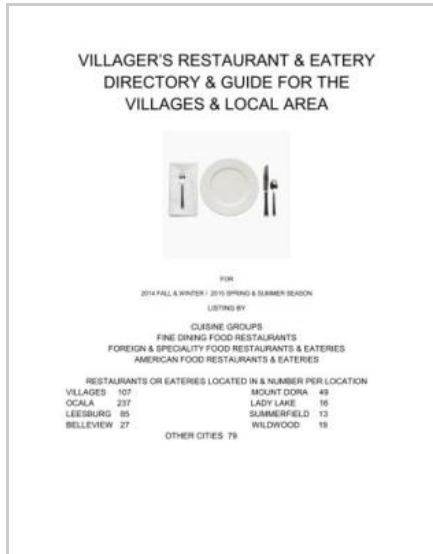 VILLAGER'S RESTAURANT & EATERY
DIRECTORY & GUIDE FOR THE
VILLAGES & LOCAL AREA
FOR
2014 FALL & WINTER / 2015 SPRING & SUMMER SEASON
LISTING BY
CUISINE GROUPS
FINE DINING FOOD RESTAURANTS
FOREIGN & SPECIALITY FOOD RESTAURANTS & EATERIES
AMERICAN FOOD RESTAURANTS & EATERIES
RESTAURANTS OR EATERIES LOCATED IN & NUMBER PER LOCATION
VILLAGES 107 MOUNT DORA 49
OCALA 237 LADY LAKE 16
LEESBURG 85 SUMMERFIELD 13
BELLEVIEW 27 WILDWOOD 19
OTHER CITIES 79